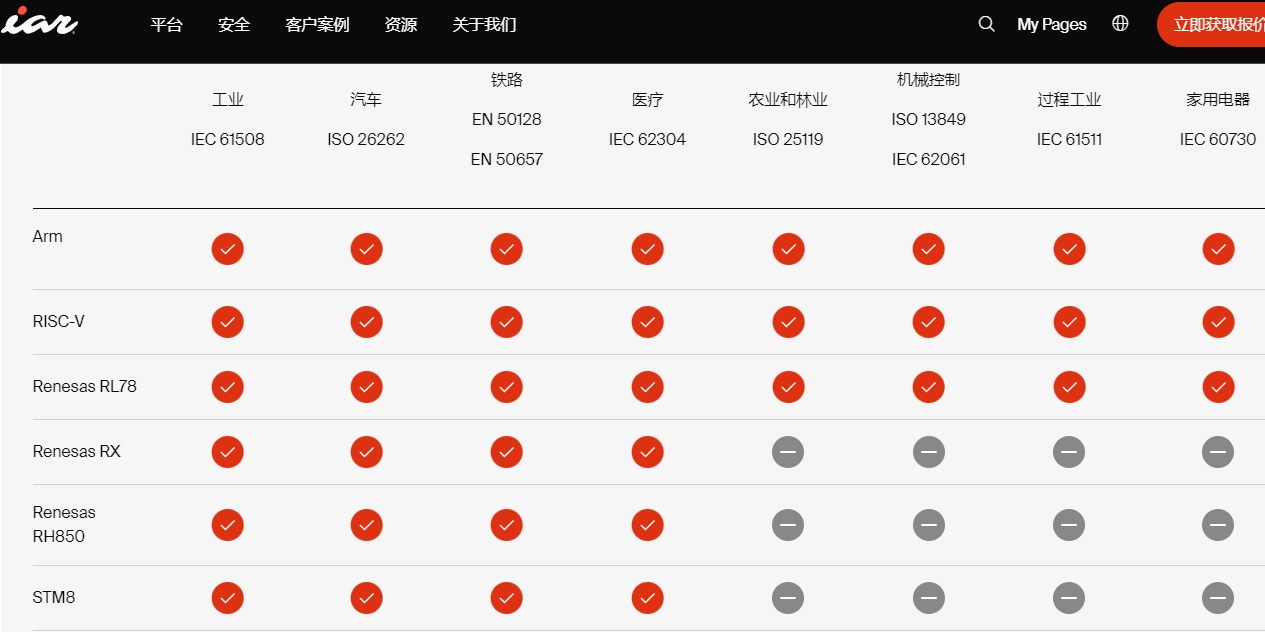 iar
平台 安全 客户案例 资源 关于我们 My Pages 立即获取报价
工业 汽车 铁路 医疗 农业和林业 机械控制 过程工业 家用电器
IEC 61508 ISO 26262 EN 50128 IEC 62304 ISO 25119 ISO 13849 IEC 61511 IEC 60730
EN 50657 IEC 62061
Arm
RISC-V
Renesas RL78
Renesas RX
Renesas
RH850
STM8